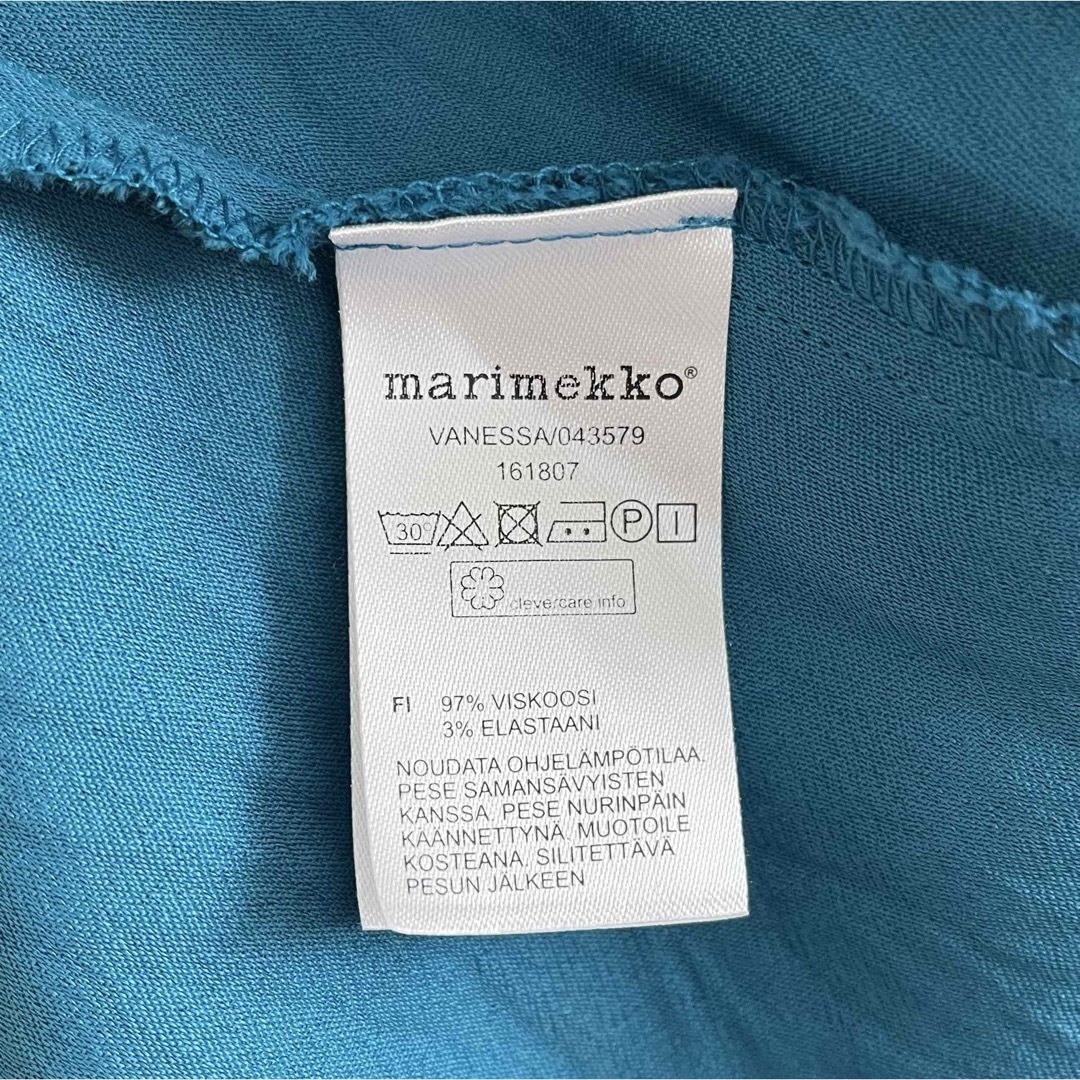 marimekko®
VANESSA/043579
161807
30° P I
clevercare.info
FI 97% VISKOOSI
3% ELASTAANI
NOUDATA OHJELÄMPÖTILAA.
PESE SAMANSÄVYISTEN
KANSSA. PESE NURINPÄIN
KÄÄNNETTYNÄ. MUOTOILE
KOSTEANA. SILITETTÄVÄ
PESUN JÄLKEEN